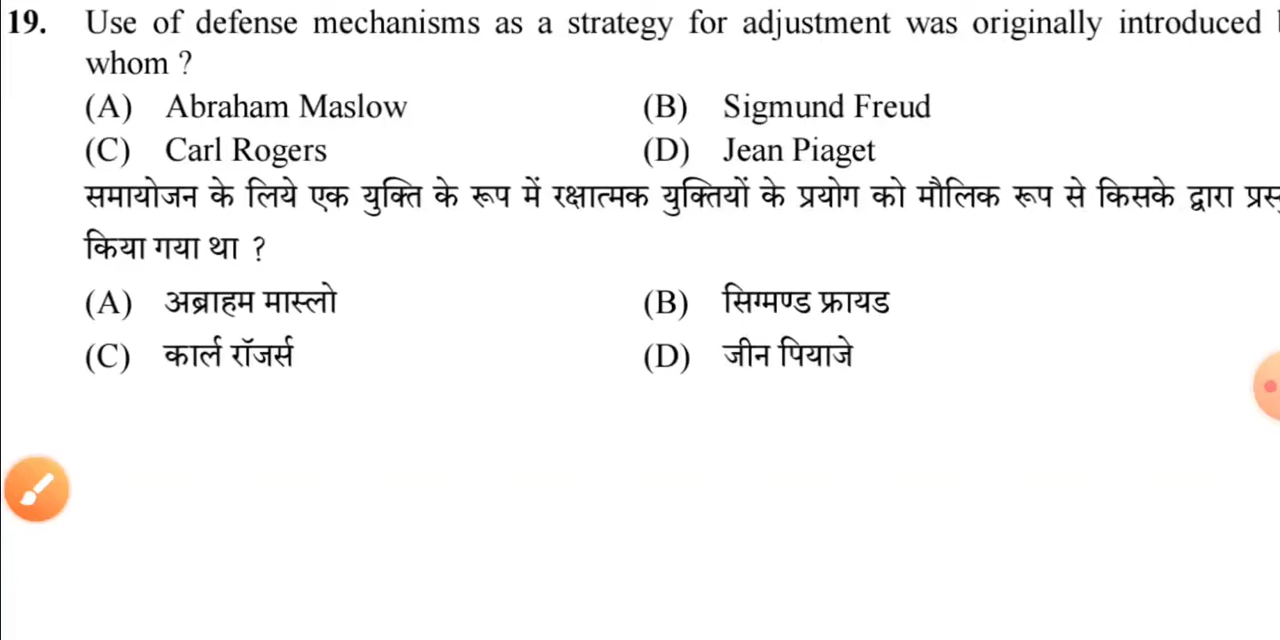 19. Use of defense mechanisms as a strategy for adjustment was originally introduced
whom ?
(A) Abraham Maslow (B) Sigmund Freud
(C) Carl Rogers (D) Jean Piaget
समायोजन के लिये एक युक्ति के रूप में रक्षात्मक युक्तियों के प्रयोग को मौलिक रूप से किसके द्वारा
किया गया था ?
(A) अब्राहम मास्लो (B) सिग्मण्ड फ्रायड
(C) कार्ल रॉजर्स (D) जीन पियाजे